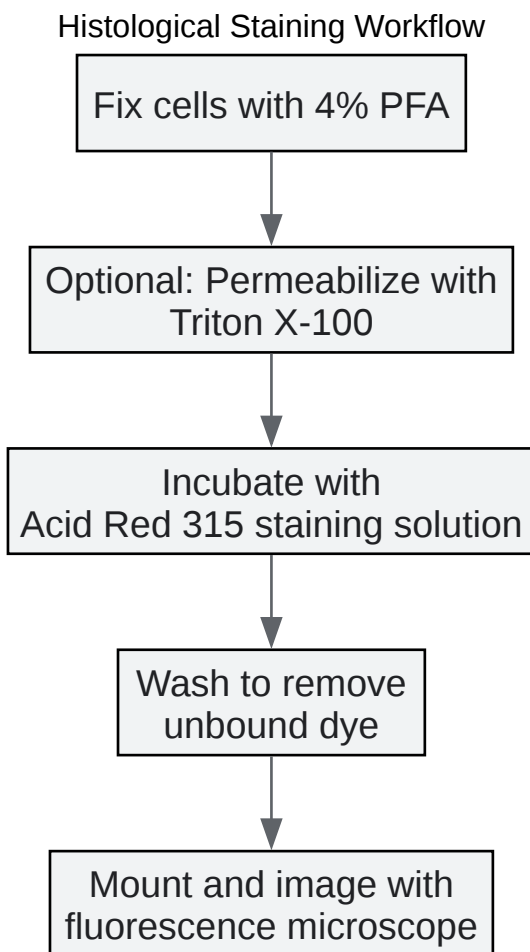 Histological Staining Workflow
Fix cells with 4% PFA
Optional: Permeabilize with
Triton X-100
Incubate with
Acid Red 315 staining solution
Wash to remove
unbound dye
Mount and image with
fluorescence microscope